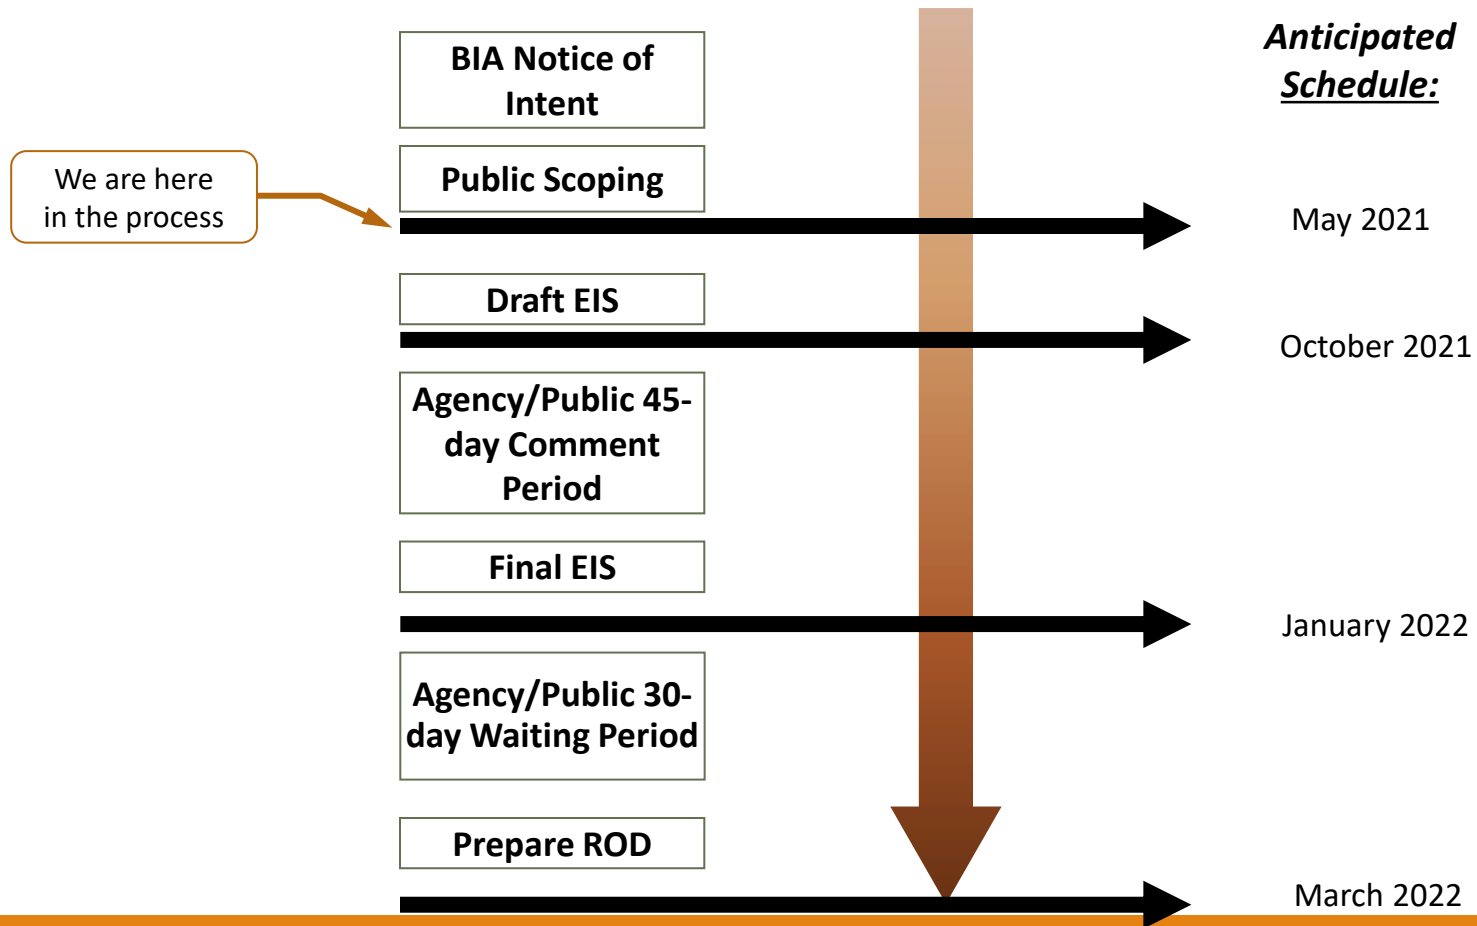 Anticipated
Schedule:
BIA Notice of
Intent
We are here
in the process
Public Scoping
May 2021
Draft EIS
October 2021
Agency/Public 45-
day Comment
Period
Final EIS
January 2022
Agency/Public 30-
day Waiting Period
Prepare ROD
March 2022